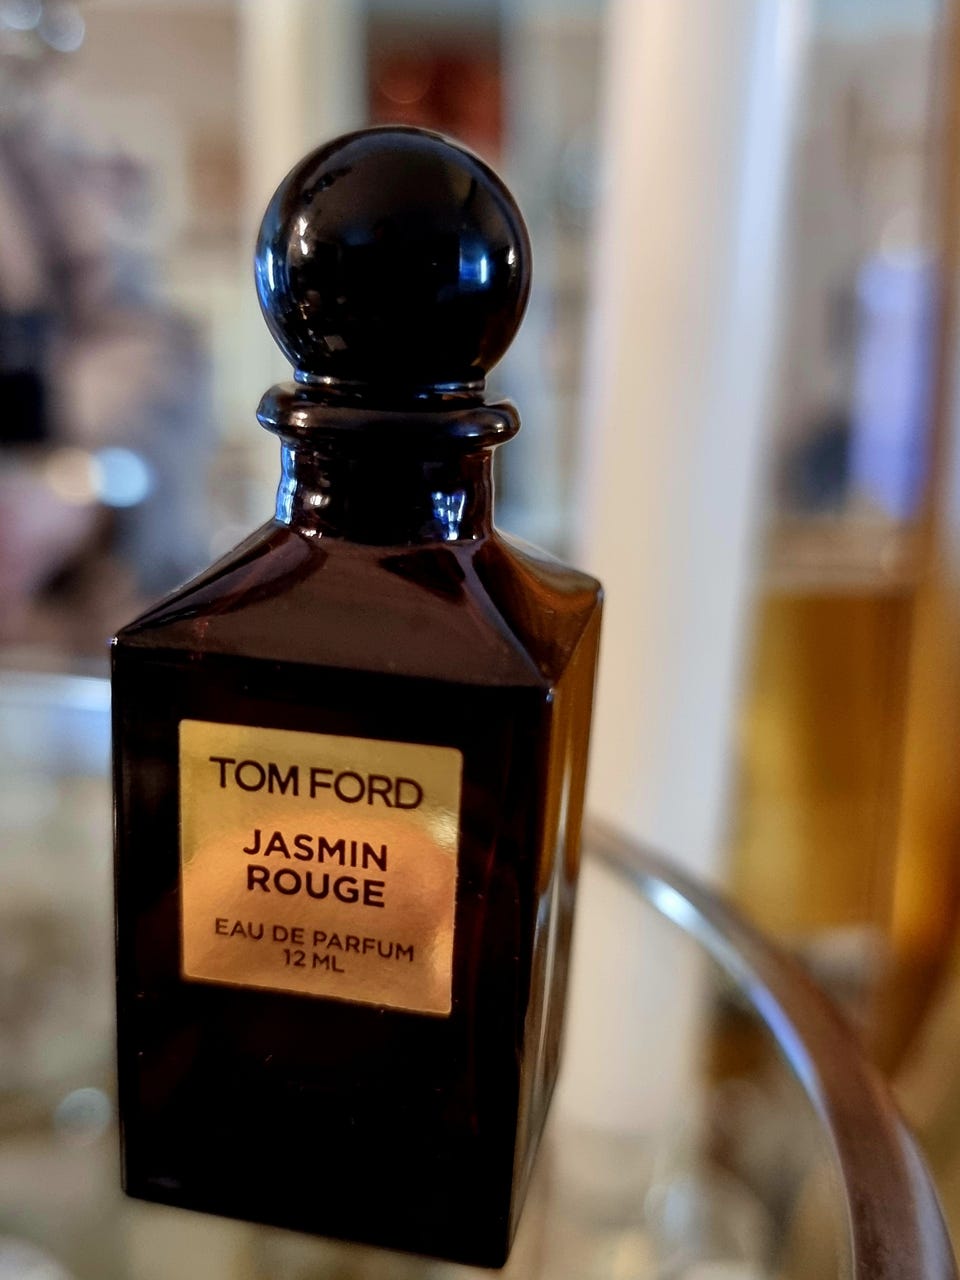 TOM FORD
JASMIN
ROUGE
EAU DE PARFUM
12 ML